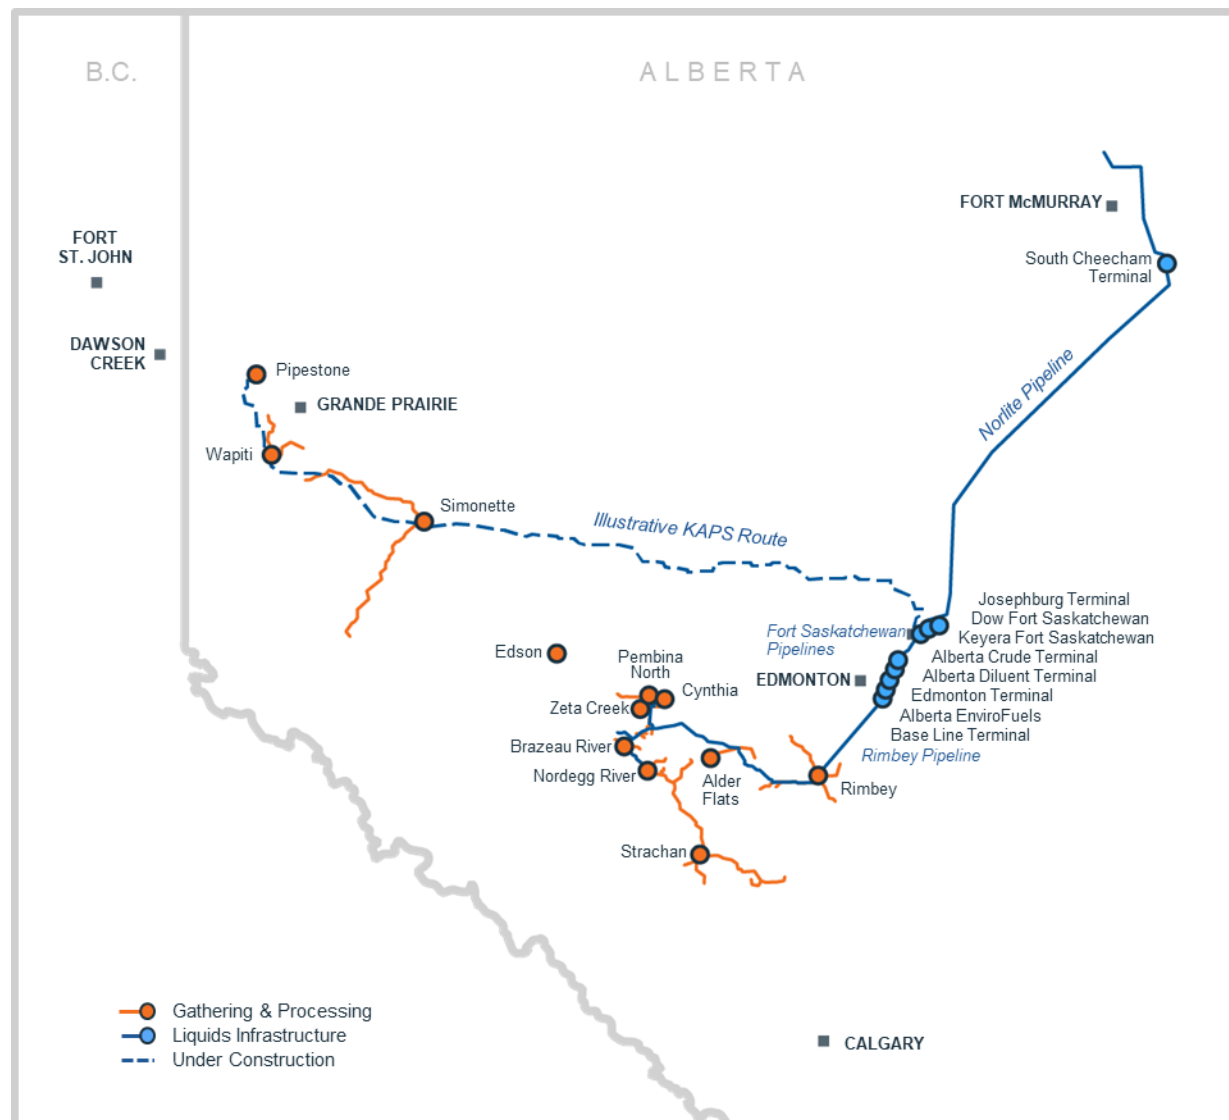 B.C.
ALBERTA
FORT McMURRAY
FORT
ST. JOHN
South Cheecham
Terminal
DAWSON
CREEK
Pipestone
Norlite Pipeline
GRANDE PRAIRIE
Wapiti
Simonette
Illustrative KAPS Route
Josephburg Terminal
Dow Fort Saskatchewan
Fort Saskatchewan
Pipelines
Keyera Fort Saskatchewan
Edson
Pembina
North
Alberta Crude Terminal
Alberta Diluent Terminal
EDMONTON
Cynthia
Edmonton Terminal
Zeta Creek
Alberta EnviroFuels
Base Line Terminal
Brazeau River
Rimbey Pipeline
Nordegg River
Alder
Flats
Rimbey
Strachan
Gathering & Processing
Liquids Infrastructure
Under Construction
CALGARY